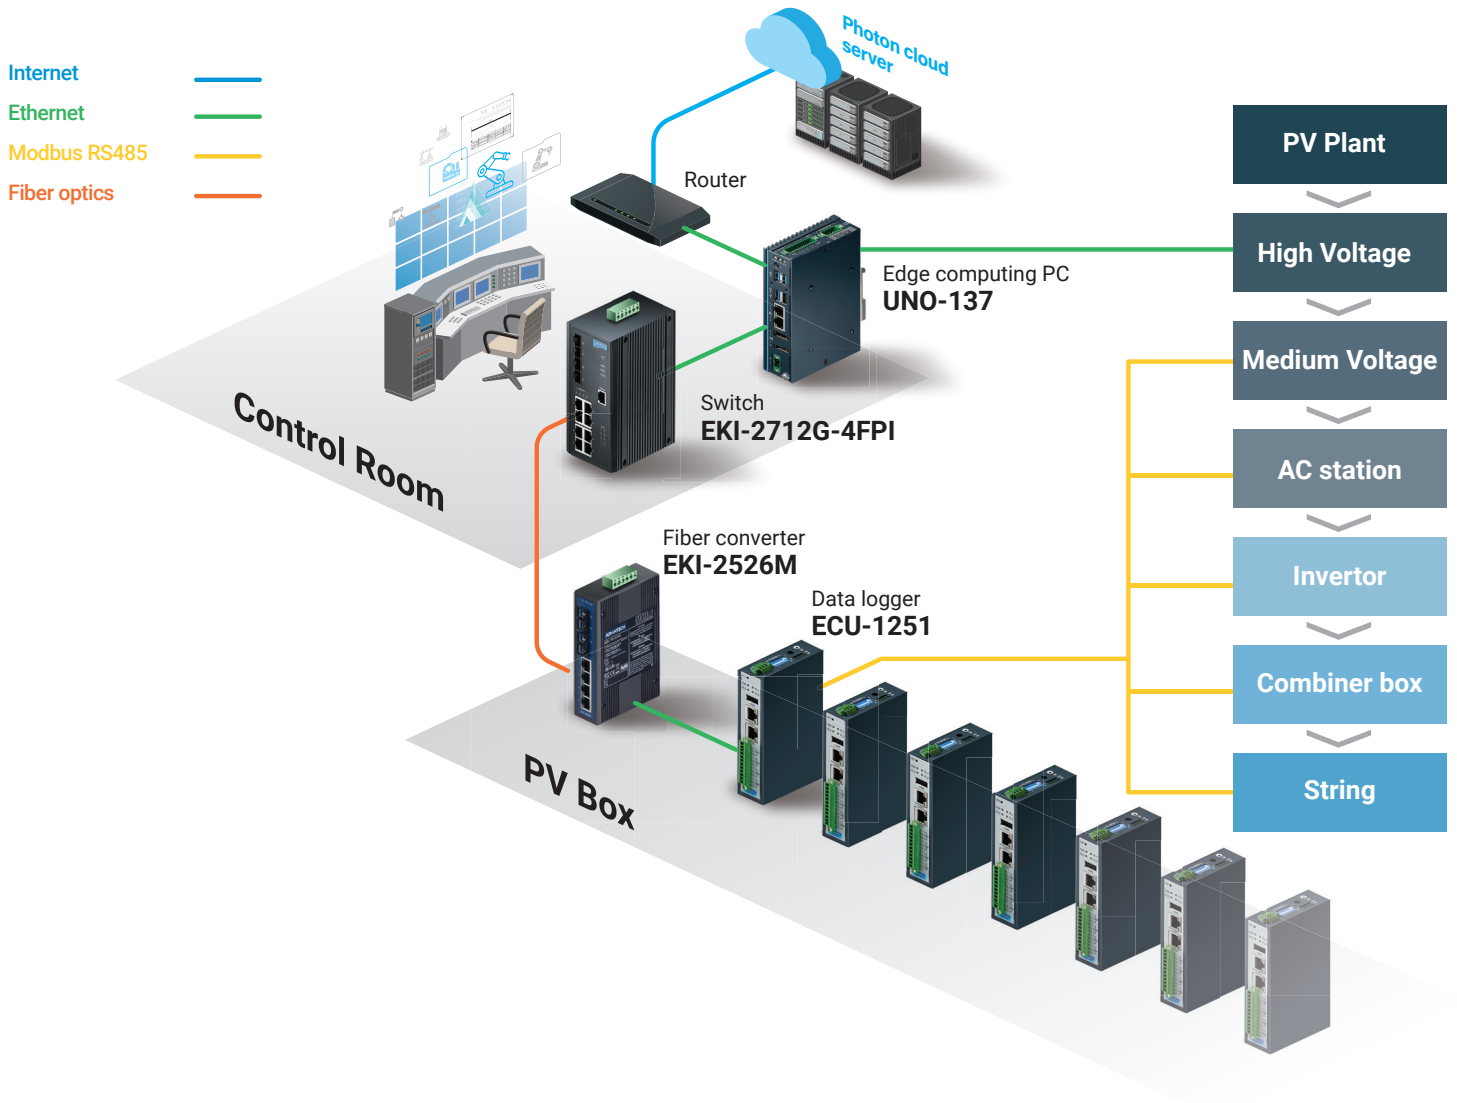 Photon cloud
server
Internet
Ethernet
Modbus RS485
Fiber optics
Router
Edge computing PC
UNO-137
Switch
EKI-2712G-4FPI
Control Room
Fiber converter
EKI-2526M
Data logger
ECU-1251
PV Box
PV Plant
High Voltage
Medium Voltage
AC station
Invertor
Combiner box
String